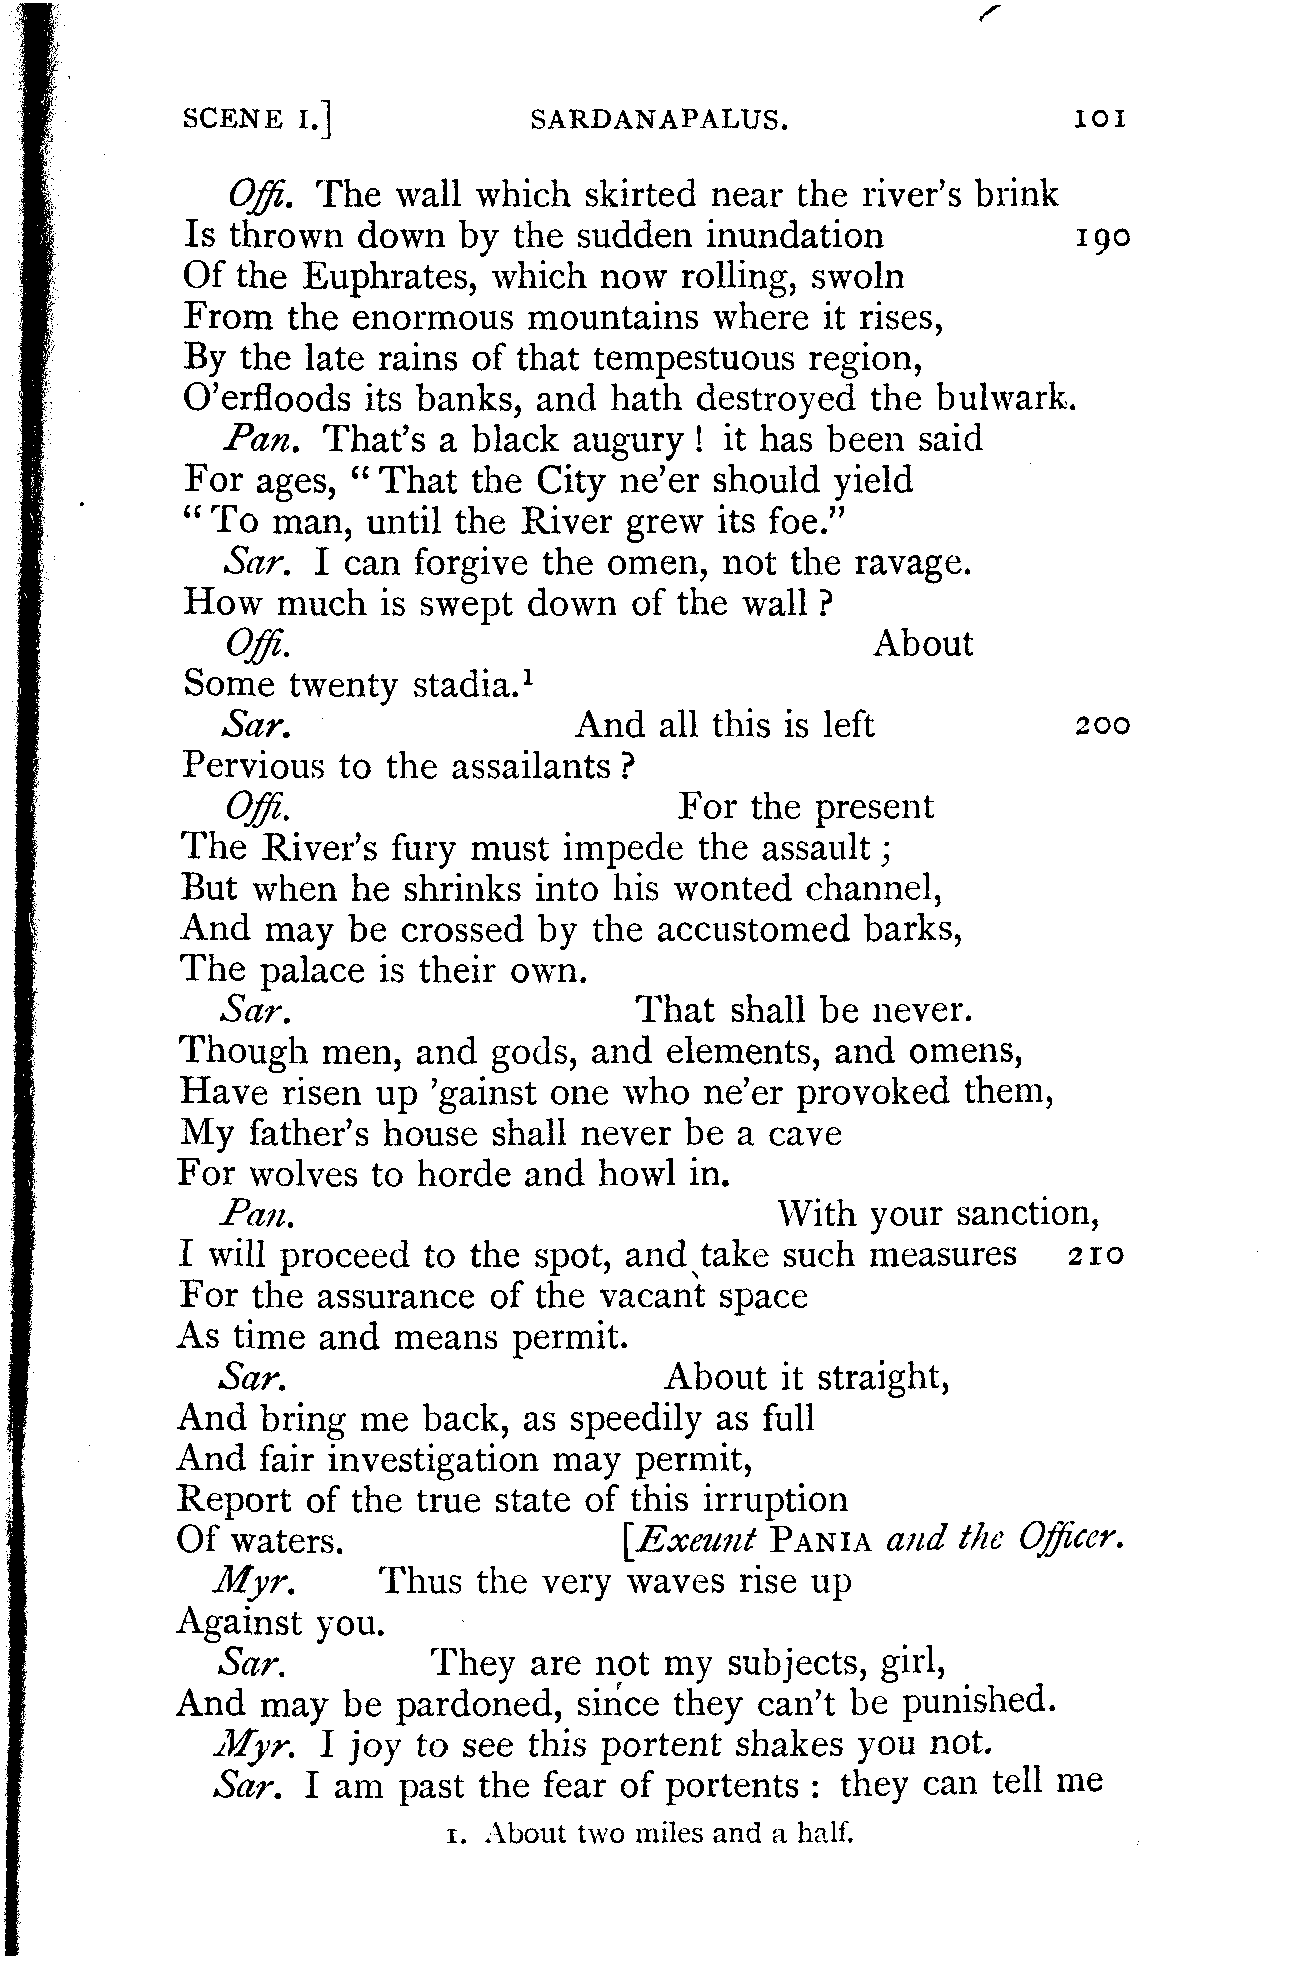 SCENE I.] SARDANAPALUS. 101
Offi. The wall which skirted near the river's brink
Is thrown down by the sudden inundation 190
Of the Euphrates, which now rolling, swoln
From the enormous mountains where it rises,
By the late rains of that tempestuous region,
O'erfloods its banks, and hath destroyed the bulwark.
Pan. That's a black augury! it has been said
For ages, "That the City ne'er should yield
"To man, until the River grew its foe."
Sar. I can forgive the omen, not the ravage.
How much is swept down of the wall?
Offi. About
Some twenty stadia.¹
Sar. And all this is left 200
Pervious to the assailants?
Offi. For the present
The River's fury must impede the assault;
But when he shrinks into his wonted channel,
And may be crossed by the accustomed barks,
The palace is their own.
Sar. That shall be never.
Though men, and gods, and elements, and omens,
Have risen up 'gainst one who ne'er provoked them,
My father's house shall never be a cave
For wolves to horde and howl in.
Pan. With your sanction,
I will proceed to the spot, and take such measures 210
For the assurance of the vacant space
As time and means permit.
Sar. About it straight,
And bring me back, as speedily as full
And fair investigation may permit,
Report of the true state of this irruption
Of waters. [Exeunt PANIA and the Officer.
Myr. Thus the very waves rise up
Against you.
Sar. They are not my subjects, girl,
And may be pardoned, since they can't be punished.
Myr. I joy to see this portent shakes you not.
Sar. I am past the fear of portents: they can tell me
1. About two miles and a half.